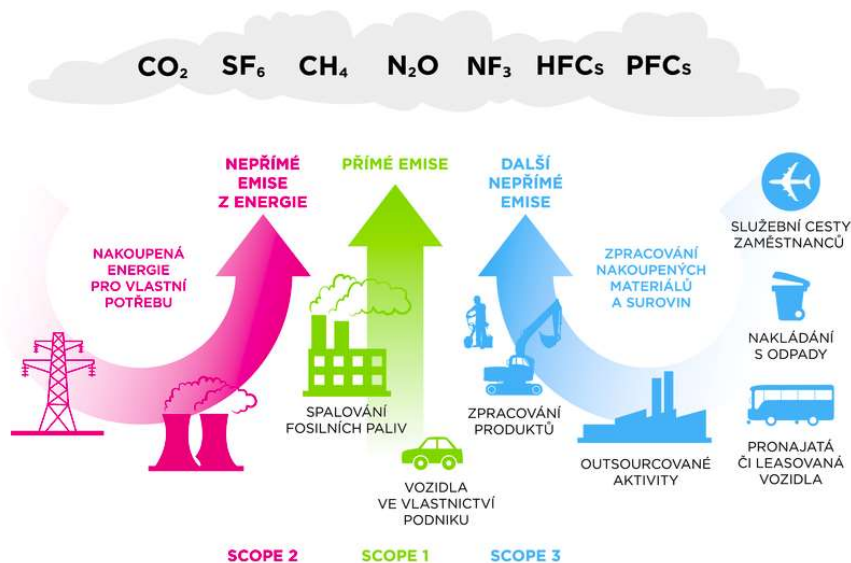 CO₂ SF₆ CH₄ N₂O NF₃ HFCs PFCs
NEPŘÍMÉ
EMISE
Z ENERGIE
PŘÍMÉ EMISE
DALŠÍ
NEPŘÍMÉ
EMISE
NAKOUPENÁ
ENERGIE
PRO VLASTNÍ
POTŘEBU
ZPRACOVÁNÍ
NAKOUPENÝCH
MATERIÁLŮ
A SUROVIN
SLUŽEBNÍ CESTY
ZAMĚSTNANCŮ
NAKLÁDÁNÍ
S ODPADY
SPALOVÁNÍ
FOSILNÍCH PALIV
ZPRACOVÁNÍ
PRODUKTŮ
OUTSOURCOVANÉ
AKTIVITY
PRONAJATÁ
ČI LEASOVANÁ
VOZIDLA
VOZIDLA
VE VLASTNICTVÍ
PODNIKU
SCOPE 2 SCOPE 1 SCOPE 3